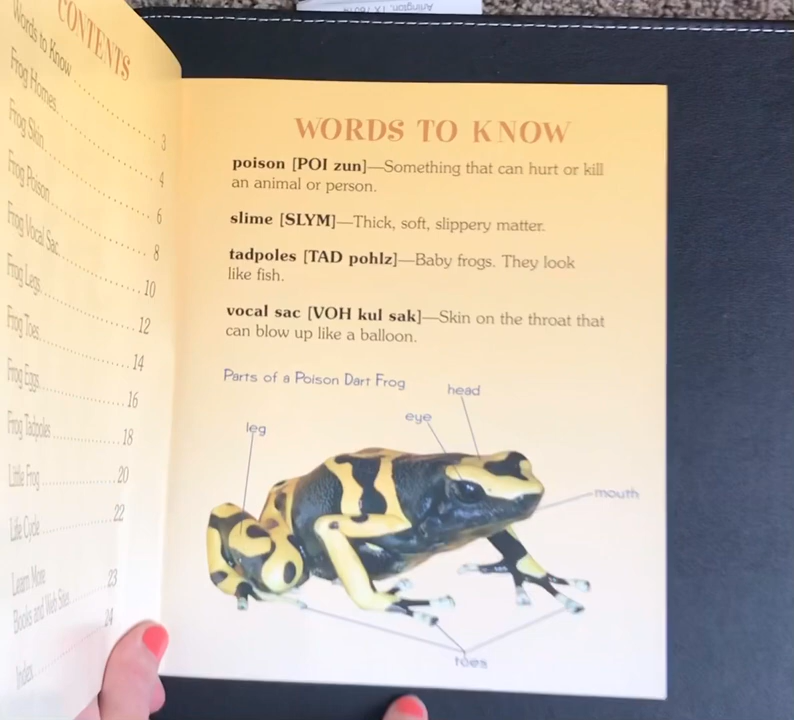 CONTENTS
Words to Know 3
Frog Homes 4
Frog Skin 6
Frog Poison 8
Frog Vocal Sac 10
Frog Legs 12
Frog Toes 14
Frog Eggs 16
Frog Tadpoles 18
Little Frog 20
Life Cycle 22
Learn More
Books and Web Sites 23
Index 24
WORDS TO KNOW
poison [POI zun]—Something that can hurt or kill
an animal or person.
slime [SLYM]—Thick, soft, slippery matter.
tadpoles [TAD pohlz]—Baby frogs. They look
like fish.
vocal sac [VOH kul sak]—Skin on the throat that
can blow up like a balloon.
Parts of a Poison Dart Frog
head
eye
leg
mouth
toes
Arlington, TX